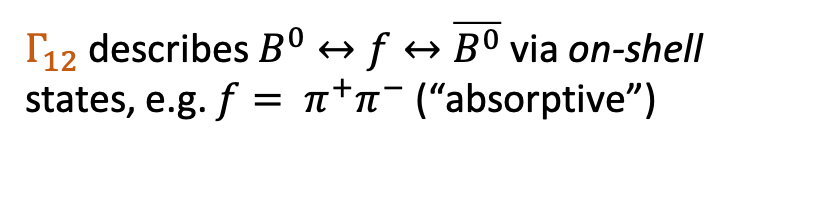 Γ₁₂ describes B⁰ ↔ f ↔ B̅⁰ via on-shell
states, e.g. f = π⁺π⁻ (“absorptive”)